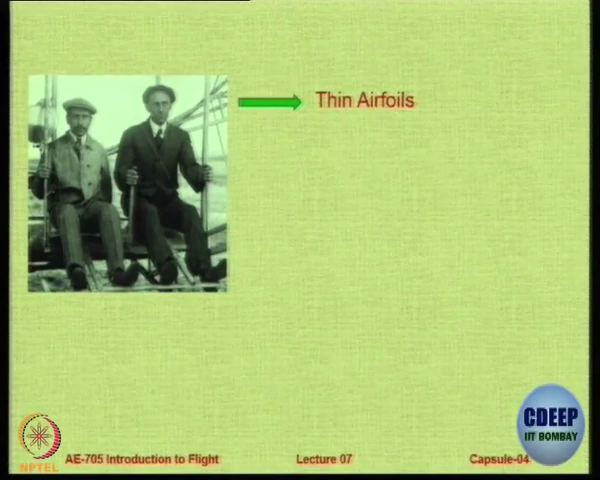 Thin Airfoils
CDEEP
IIT BOMBAY
NPTEL
AE-705 Introduction to Flight Lecture 07 Capsule-04